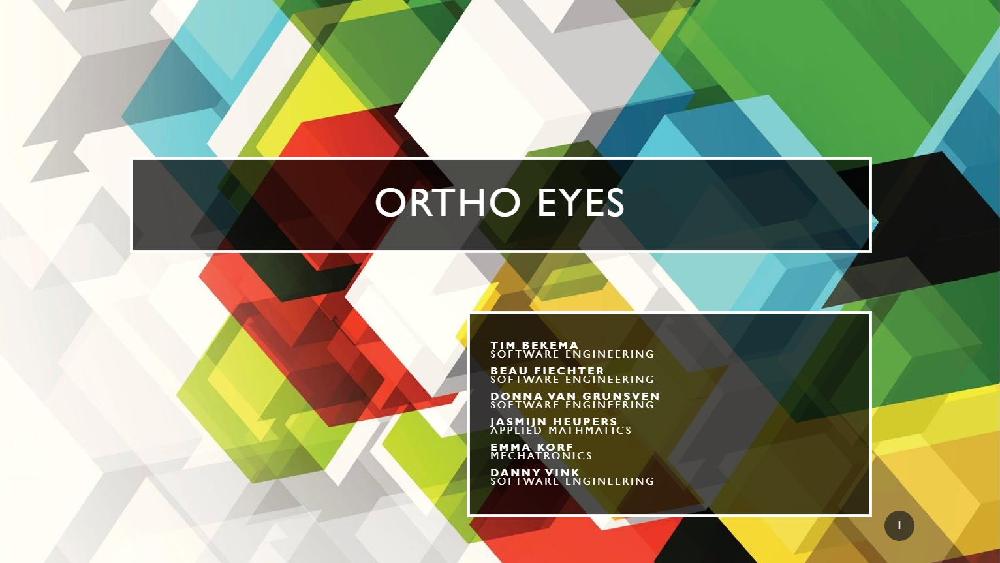 ORTHO EYES
TIM BEKEMA
SOFTWARE ENGINEERING
BEAU FIECHTER
SOFTWARE ENGINEERING
DONNA VAN GRUNSVEN
SOFTWARE ENGINEERING
JASMIJN HEUPERS
APPLIED MATHMATICS
EMMA KORF
MECHATRONICS
DANNY VINK
SOFTWARE ENGINEERING
1